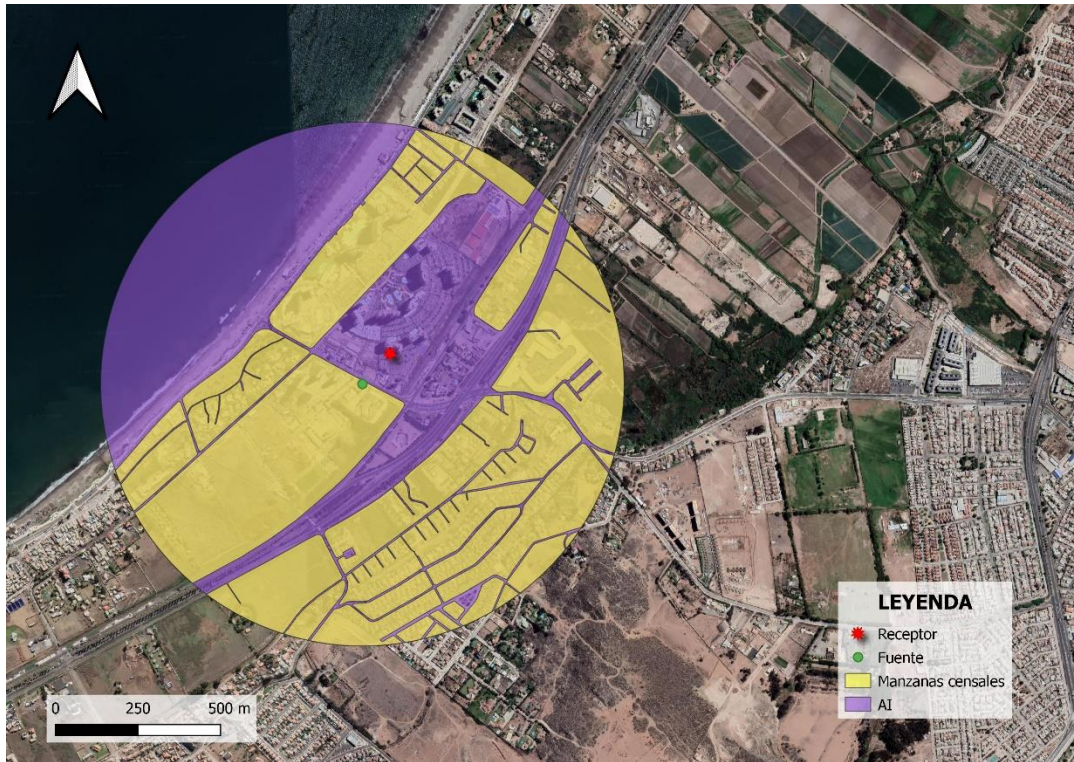 LEYENDA
Receptor
Fuente
Manzanas censales
AI
0 250 500 m